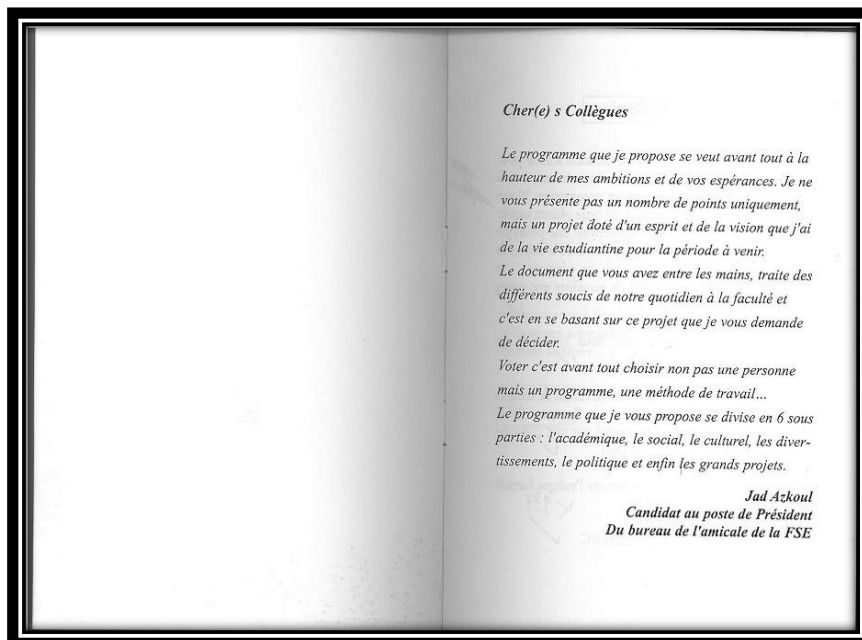 Cher(e) s Collègues
Le programme que je propose se veut avant tout à la
hauteur de mes ambitions et de vos espérances. Je ne
vous présente pas un nombre de points uniquement,
mais un projet doté d'un esprit et de la vision que j'ai
de la vie estudiantine pour la période à venir.
Le document que vous avez entre les mains, traite des
différents soucis de notre quotidien à la faculté et
c'est en se basant sur ce projet que je vous demande
de décider.
Voter c'est avant tout choisir non pas une personne
mais un programme, une méthode de travail...
Le programme que je vous propose se divise en 6 sous
parties : l'académique, le social, le culturel, les diver-
tissements, le politique et enfin les grands projets.
Jad Azkoul
Candidat au poste de Président
Du bureau de l'amicale de la FSE